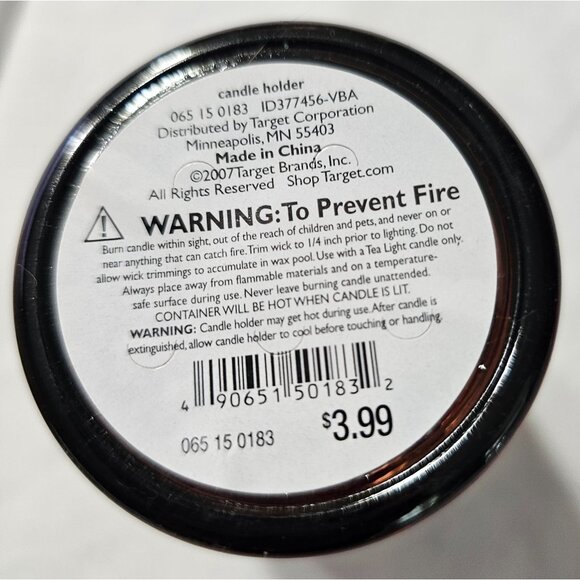 candle holder
065 15 0183 ID377456-VBA
Distributed by Target Corporation
Minneapolis, MN 55403
Made in China
©2007Target Brands, Inc.
All Rights Reserved Shop Target.com
WARNING: To Prevent Fire
Burn candle within sight, out of the reach of children and pets, and never on or
near anything that can catch fire. Trim wick to 1/4 inch prior to lighting. Do not
allow wick trimmings to accumulate in wax pool. Use with a Tea Light candle only.
Always place away from flammable materials and on a temperature-
safe surface during use. Never leave burning candle unattended.
CONTAINER WILL BE HOT WHEN CANDLE IS LIT.
WARNING: Candle holder may get hot during use. After candle is
extinguished, allow candle holder to cool before touching or handling.
4 90651 50183 2
065 15 0183 $3.99